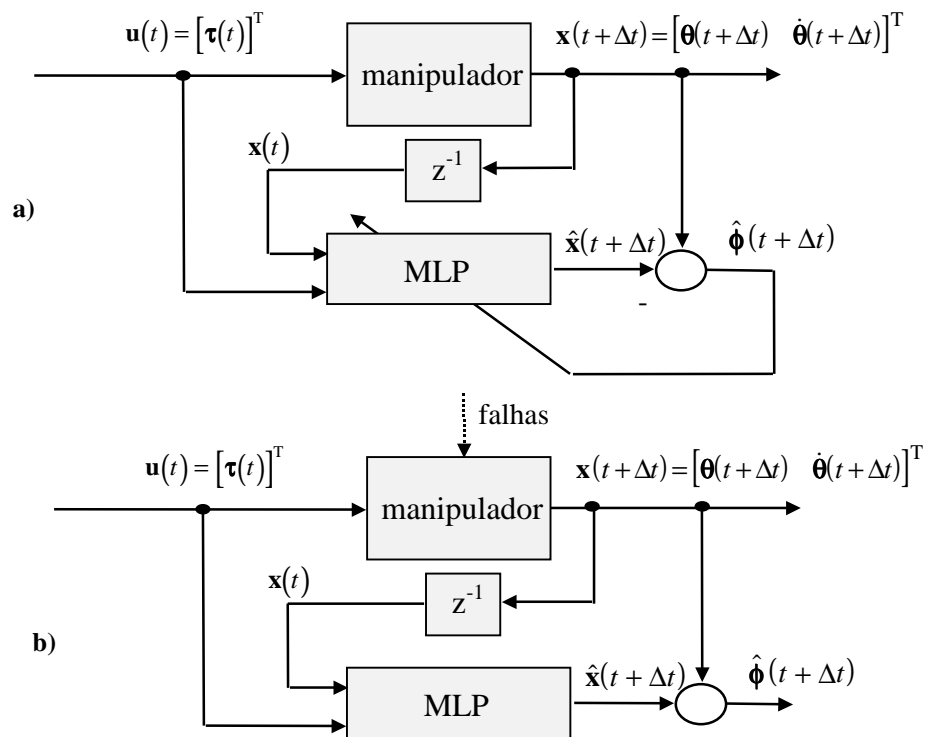 𝐮(t) = [𝛕(t)]ᵀ
𝐱(t + Δt) = [𝛉(t + Δt) 𝛉̇(t + Δt)]ᵀ
manipulador
𝐱(t)
z⁻¹
a)
MLP
𝐱̂(t + Δt)
𝛟̂(t + Δt)
-
falhas
𝐮(t) = [𝛕(t)]ᵀ
𝐱(t + Δt) = [𝛉(t + Δt) 𝛉̇(t + Δt)]ᵀ
manipulador
𝐱(t)
z⁻¹
b)
MLP
𝐱̂(t + Δt)
𝛟̂(t + Δt)